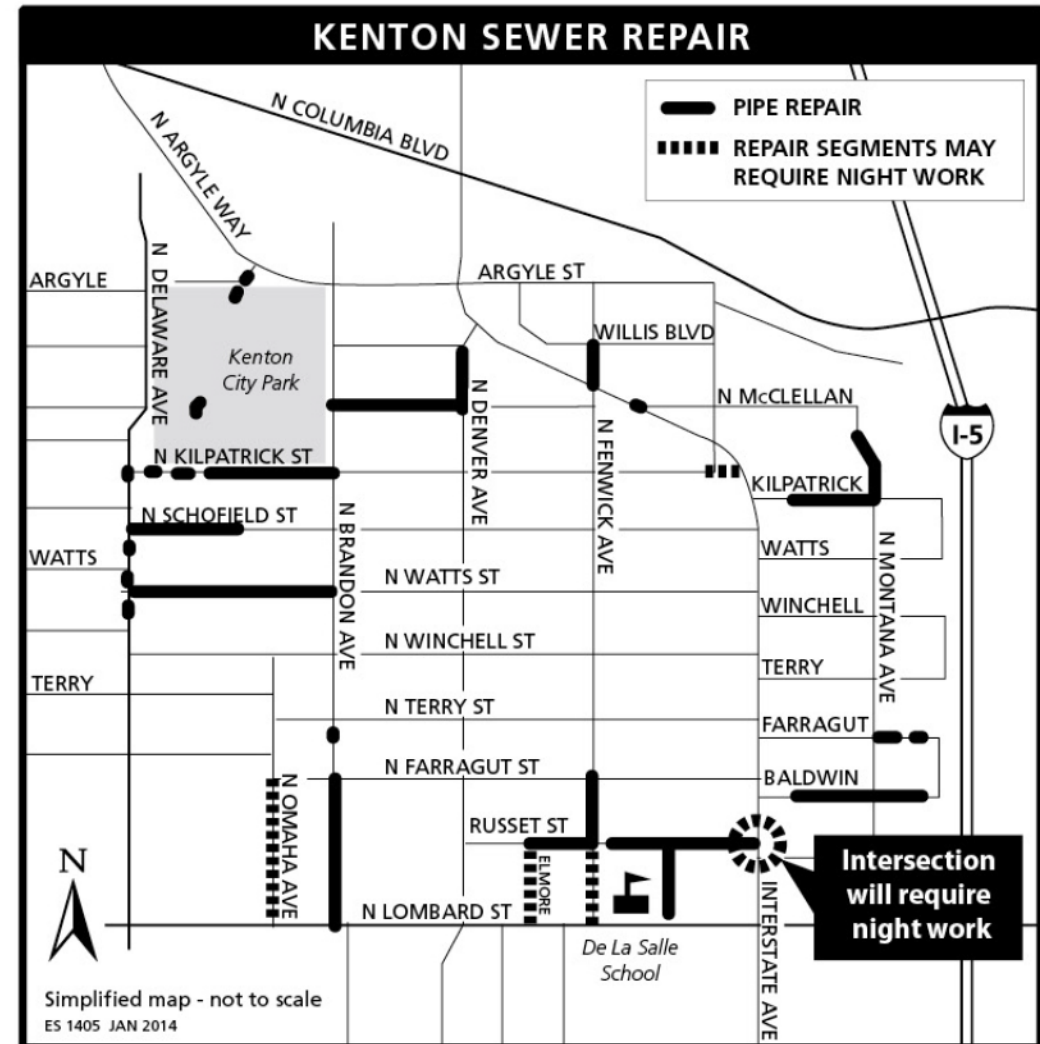 KENTON SEWER REPAIR
PIPE REPAIR
REPAIR SEGMENTS MAY
REQUIRE NIGHT WORK
N COLUMBIA BLVD
N ARGYLE WAY
ARGYLE
N DELAWARE AVE
ARGYLE ST
WILLIS BLVD
Kenton
City Park
N DENVER AVE
N McCLELLAN
I-5
N FENWICK AVE
N KILPATRICK ST
KILPATRICK
N SCHOFIELD ST
N BRANDON AVE
WATTS
N WATTS ST
WATTS
N MONTANA AVE
WINCHELL
N WINCHELL ST
TERRY
TERRY
N TERRY ST
FARRAGUT
N FARRAGUT ST
BALDWIN
N OMAHA AVE
RUSSET ST
ELMORE
N LOMBARD ST
INTERSTATE AVE
Intersection
will require
night work
De La Salle
School
N
Simplified map - not to scale
ES 1405 JAN 2014